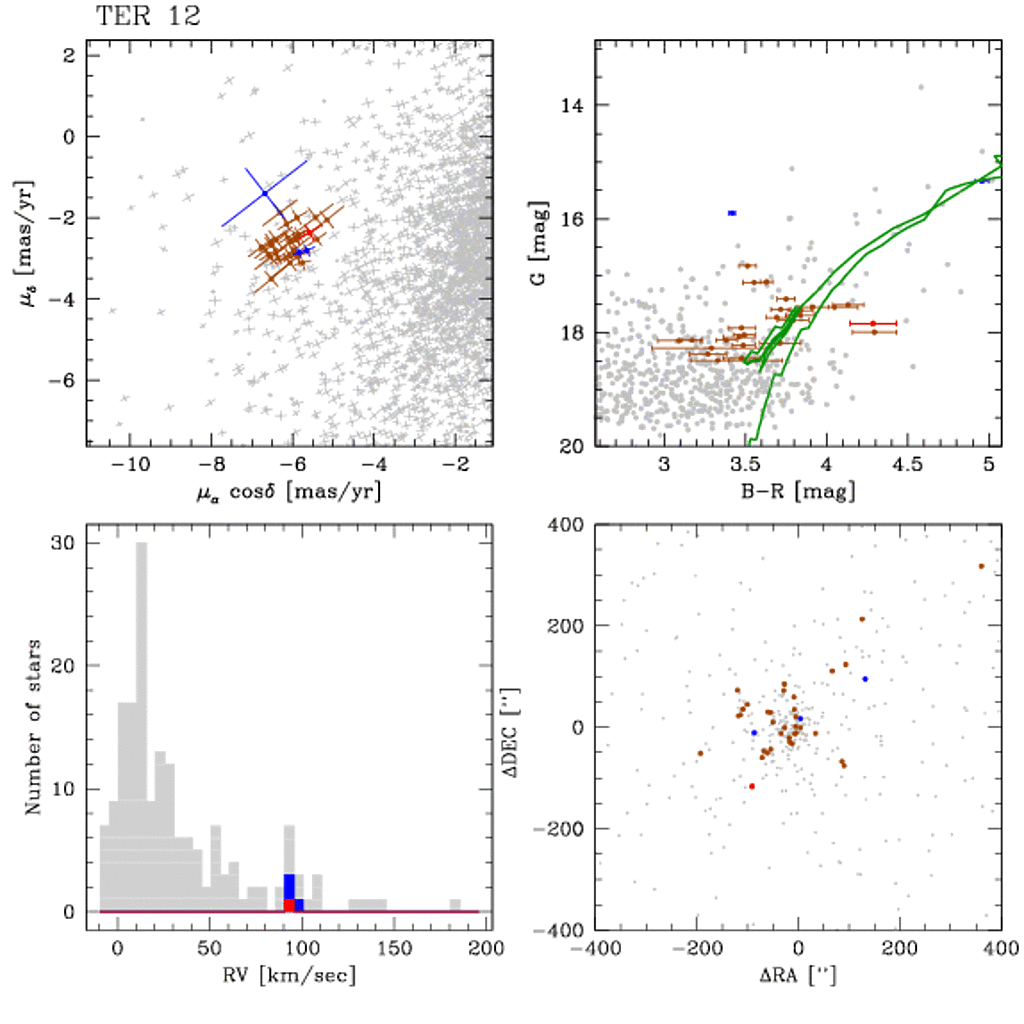 TER 12
2
0
−2
−4
−6
μδ [mas/yr]
−10 −8 −6 −4 −2
μα cosδ [mas/yr]
14
16
18
20
G [mag]
3 3.5 4 4.5 5
B−R [mag]
30
20
10
0
Number of stars
0 50 100 150 200
RV [km/sec]
400
200
0
−200
−400
ΔDEC [″]
−400 −200 0 200 400
ΔRA [″]